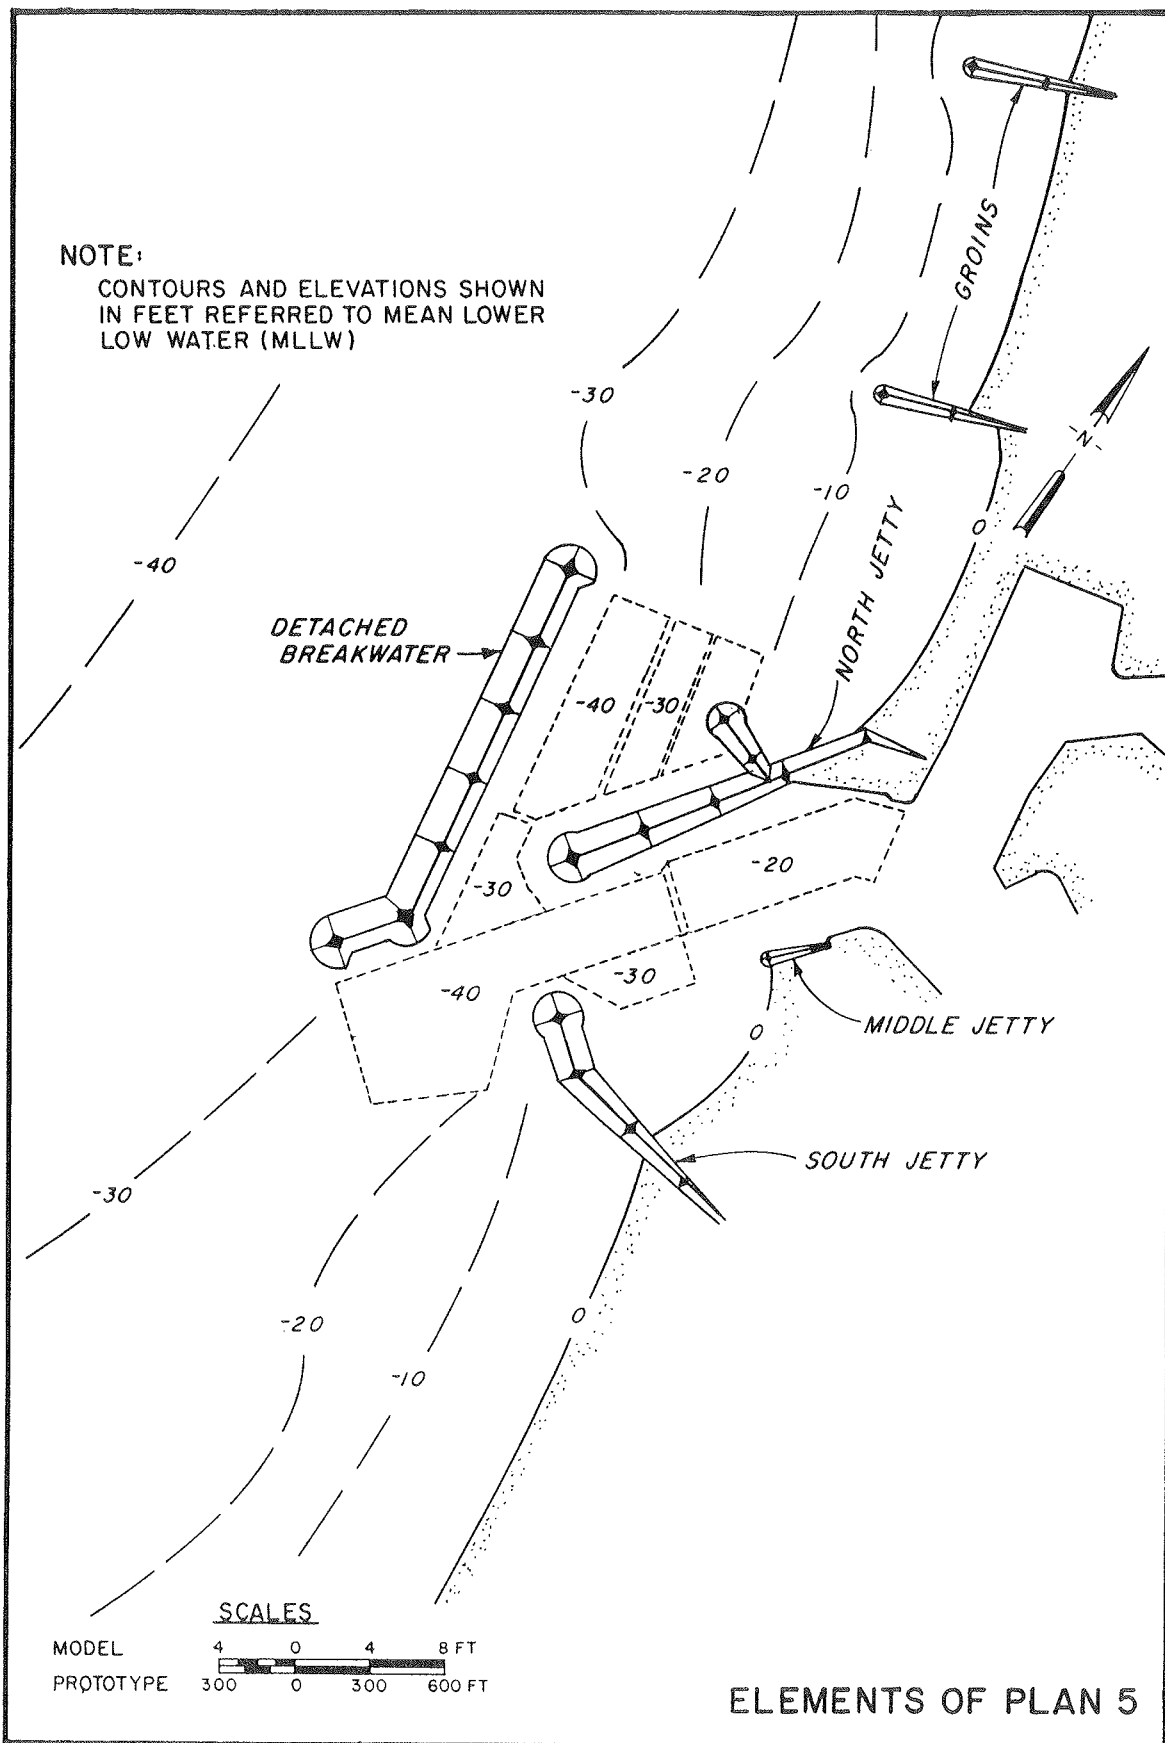 NOTE:
CONTOURS AND ELEVATIONS SHOWN
IN FEET REFERRED TO MEAN LOWER
LOW WATER (MLLW)
GROINS
-30
-N-
-20
-10
NORTH JETTY
0
-40
DETACHED
BREAKWATER
-40
-30
-20
-30
-30
-40
MIDDLE JETTY
0
SOUTH JETTY
-30
0
-20
-10
SCALES
MODEL 4 0 4 8 FT
PROTOTYPE 300 0 300 600 FT
ELEMENTS OF PLAN 5